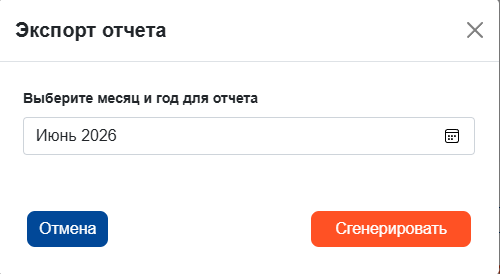 Экспорт отчета
Выберите месяц и год для отчета
Июнь 2026
Отмена
Сгенерировать